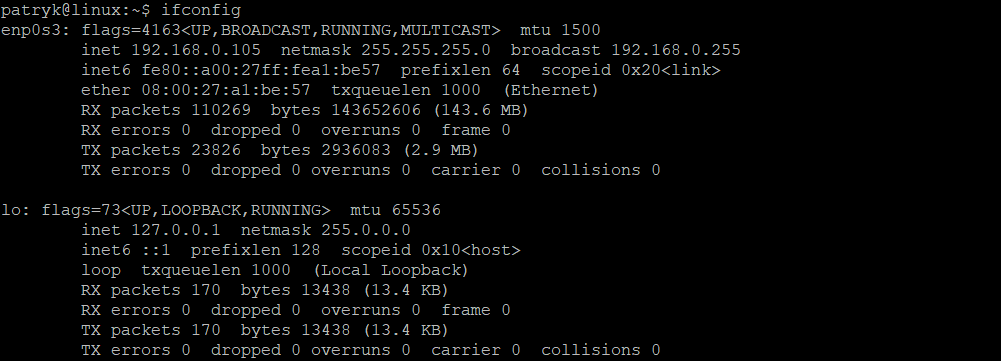 patryk@linux:~$ ifconfig
enp0s3: flags=4163<UP,BROADCAST,RUNNING,MULTICAST>  mtu 1500
        inet 192.168.0.105  netmask 255.255.255.0  broadcast 192.168.0.255
        inet6 fe80::a00:27ff:fea1:be57  prefixlen 64  scopeid 0x20<link>
        ether 08:00:27:a1:be:57  txqueuelen 1000  (Ethernet)
        RX packets 110269  bytes 143652606 (143.6 MB)
        RX errors 0  dropped 0  overruns 0  frame 0
        TX packets 23826  bytes 2936083 (2.9 MB)
        TX errors 0  dropped 0 overruns 0  carrier 0  collisions 0

lo: flags=73<UP,LOOPBACK,RUNNING>  mtu 65536
        inet 127.0.0.1  netmask 255.0.0.0
        inet6 ::1  prefixlen 128  scopeid 0x10<host>
        loop  txqueuelen 1000  (Local Loopback)
        RX packets 170  bytes 13438 (13.4 KB)
        RX errors 0  dropped 0  overruns 0  frame 0
        TX packets 170  bytes 13438 (13.4 KB)
        TX errors 0  dropped 0 overruns 0  carrier 0  collisions 0